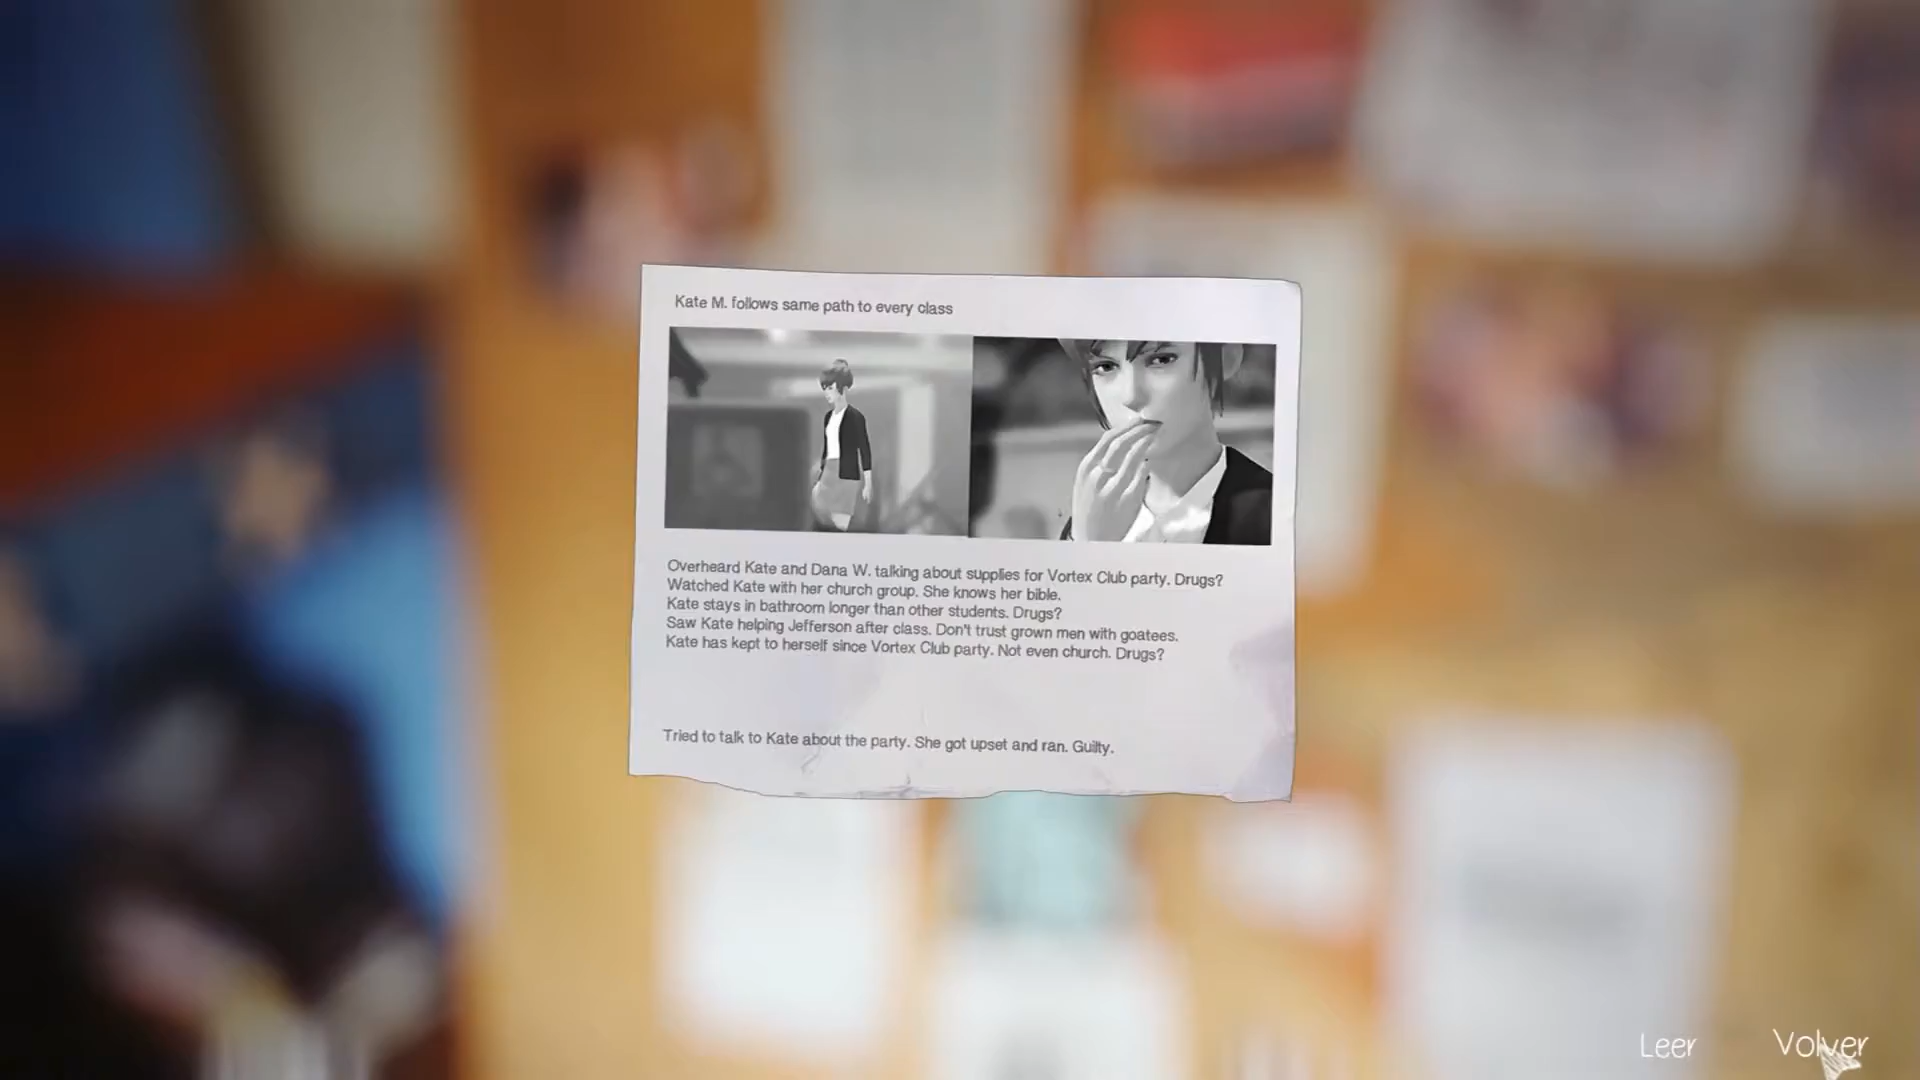 Kate M. follows same path to every class
Overheard Kate and Dana W. talking about supplies for Vortex Club party. Drugs?
Watched Kate with her church group. She knows her bible.
Kate stays in bathroom longer than other students. Drugs?
Saw Kate helping Jefferson after class. Don't trust grown men with goatees.
Kate has kept to herself since Vortex Club party. Not even church. Drugs?
Tried to talk to Kate about the party. She got upset and ran. Guilty.
Leer
Volver